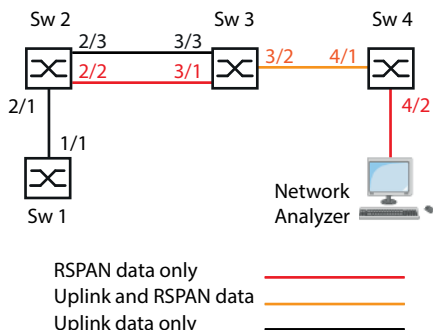 Sw 2
Sw 3
Sw 4
2/3
3/3
2/2
3/1
3/2
4/1
2/1
4/2
1/1
Sw 1
Network
Analyzer
RSPAN data only
Uplink and RSPAN data
Uplink data only